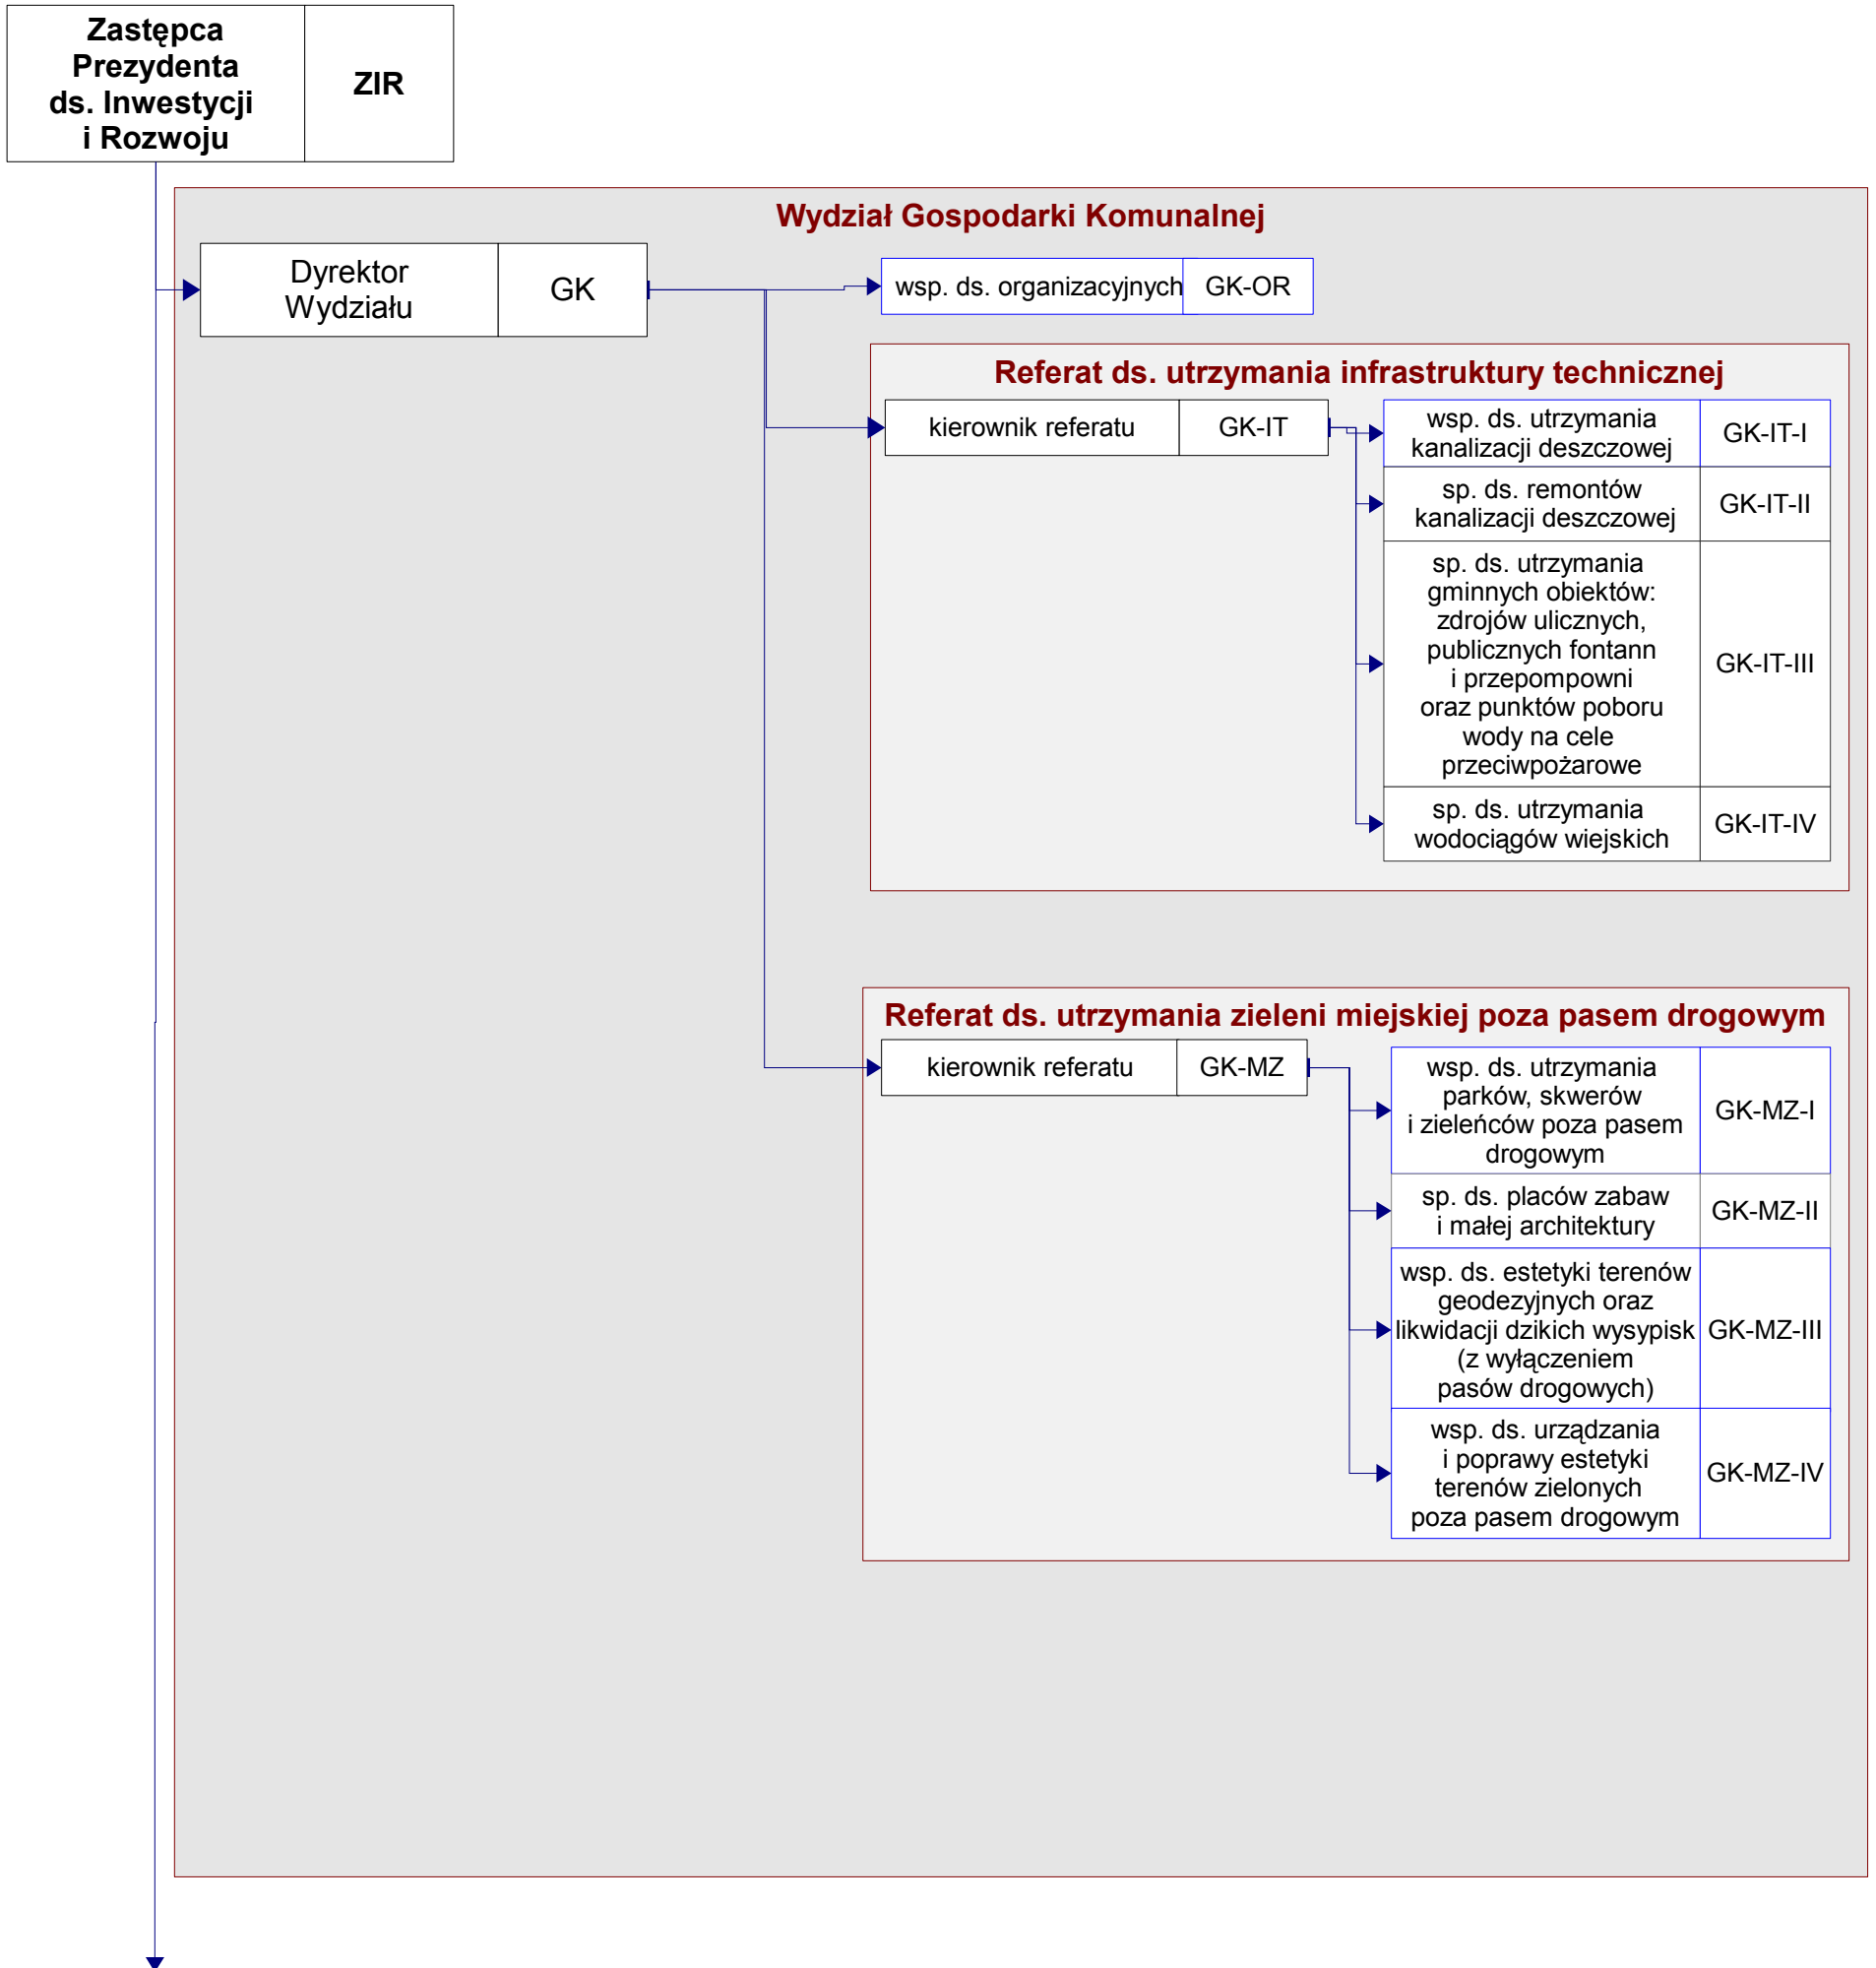 Zastępca
Prezydenta
ds. Inwestycji
i Rozwoju
ZIR
Wydział Gospodarki Komunalnej
Dyrektor
Wydziału
GK
wsp. ds. organizacyjnych
GK-OR
Referat ds. utrzymania infrastruktury technicznej
kierownik referatu
GK-IT
wsp. ds. utrzymania
kanalizacji deszczowej
GK-IT-I
sp. ds. remontów
kanalizacji deszczowej
GK-IT-II
sp. ds. utrzymania
gminnych obiektów:
zdrojów ulicznych,
publicznych fontann
i przepompowni
oraz punktów poboru
wody na cele
przeciwpożarowe
GK-IT-III
sp. ds. utrzymania
wodociągów wiejskich
GK-IT-IV
Referat ds. utrzymania zieleni miejskiej poza pasem drogowym
kierownik referatu
GK-MZ
wsp. ds. utrzymania
parków, skwerów
i zieleńców poza pasem
drogowym
GK-MZ-I
sp. ds. placów zabaw
i małej architektury
GK-MZ-II
wsp. ds. estetyki terenów
geodezyjnych oraz
likwidacji dzikich wysypisk
(z wyłączeniem
pasów drogowych)
GK-MZ-III
wsp. ds. urządzania
i poprawy estetyki
terenów zielonych
poza pasem drogowym
GK-MZ-IV